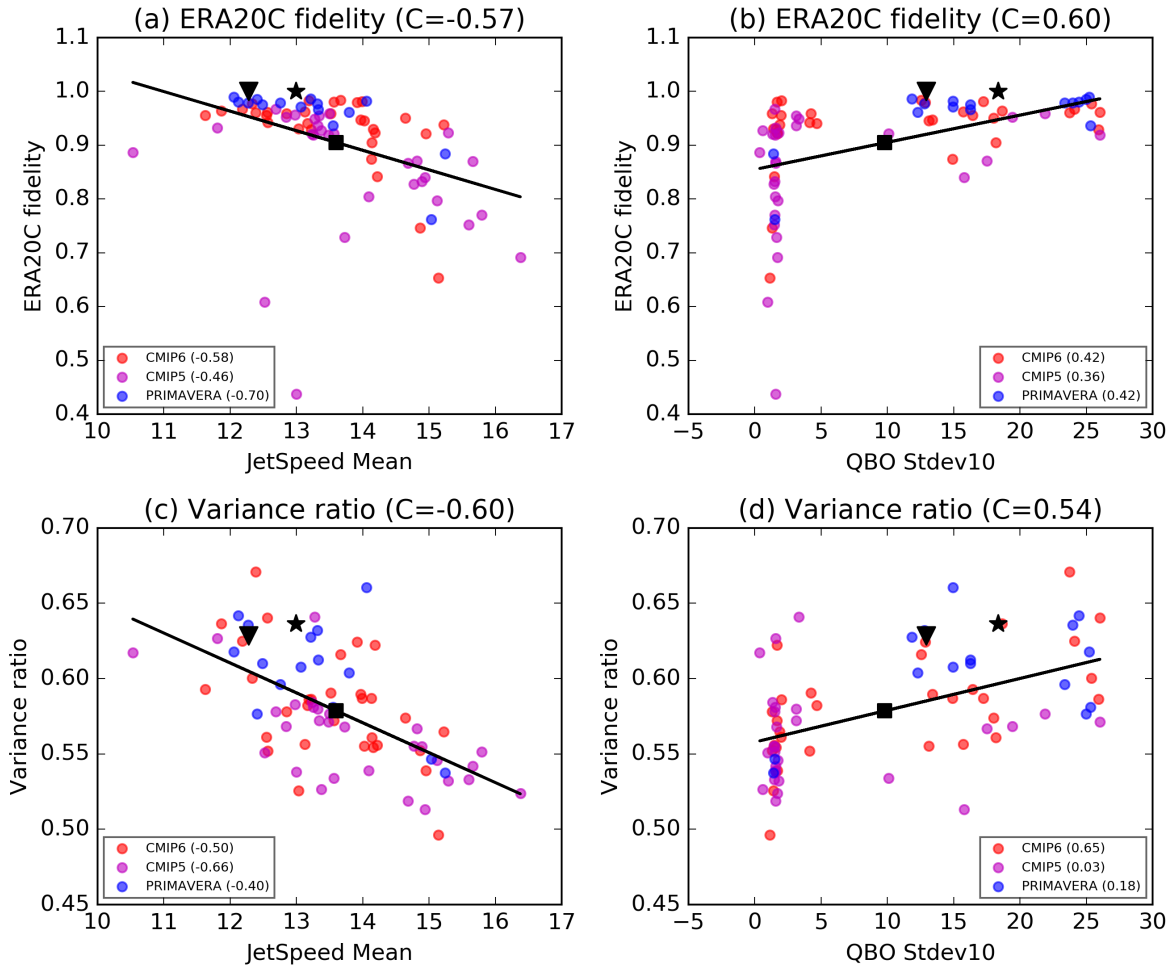 (a) ERA20C fidelity (C=-0.57)
1.1
1.0
0.9
0.8
0.7
0.6
0.5
0.4
ERA20C fidelity
CMIP6 (-0.58)
CMIP5 (-0.46)
PRIMAVERA (-0.70)
10 11 12 13 14 15 16 17
JetSpeed Mean
(b) ERA20C fidelity (C=0.60)
1.1
1.0
0.9
0.8
0.7
0.6
0.5
0.4
ERA20C fidelity
CMIP6 (0.42)
CMIP5 (0.36)
PRIMAVERA (0.42)
−5 0 5 10 15 20 25 30
QBO Stdev10
(c) Variance ratio (C=-0.60)
0.70
0.65
0.60
0.55
0.50
0.45
Variance ratio
CMIP6 (-0.50)
CMIP5 (-0.66)
PRIMAVERA (-0.40)
10 11 12 13 14 15 16 17
JetSpeed Mean
(d) Variance ratio (C=0.54)
0.70
0.65
0.60
0.55
0.50
0.45
Variance ratio
CMIP6 (0.65)
CMIP5 (0.03)
PRIMAVERA (0.18)
−5 0 5 10 15 20 25 30
QBO Stdev10